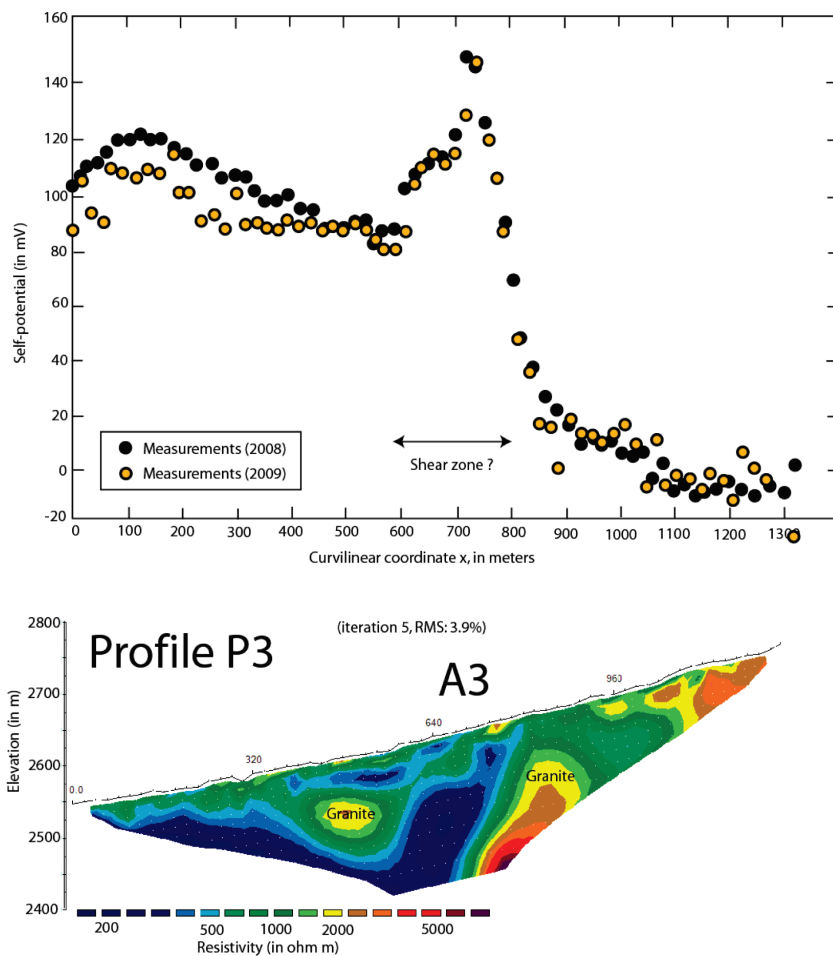 160
140
120
100
80
60
40
20
0
-20
Self-potential (in mV)
Measurements (2008)
Measurements (2009)
Shear zone ?
0 100 200 300 400 500 600 700 800 900 1000 1100 1200 1300
Curvilinear coordinate x, in meters
2800
2700
2600
2500
2400
Elevation (in m)
(iteration 5, RMS: 3.9%)
Profile P3
A3
0.0
320
640
960
Granite
Granite
200 500 1000 2000 5000
Resistivity (in ohm m)